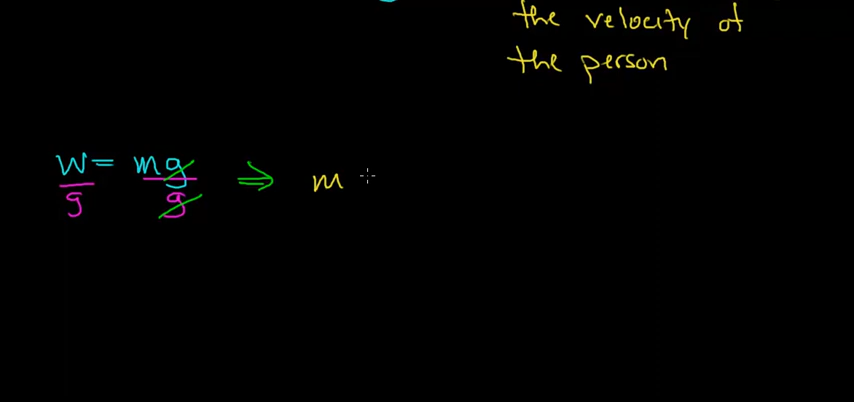 the velocity of
the person
W = mg ⇒ m
g g